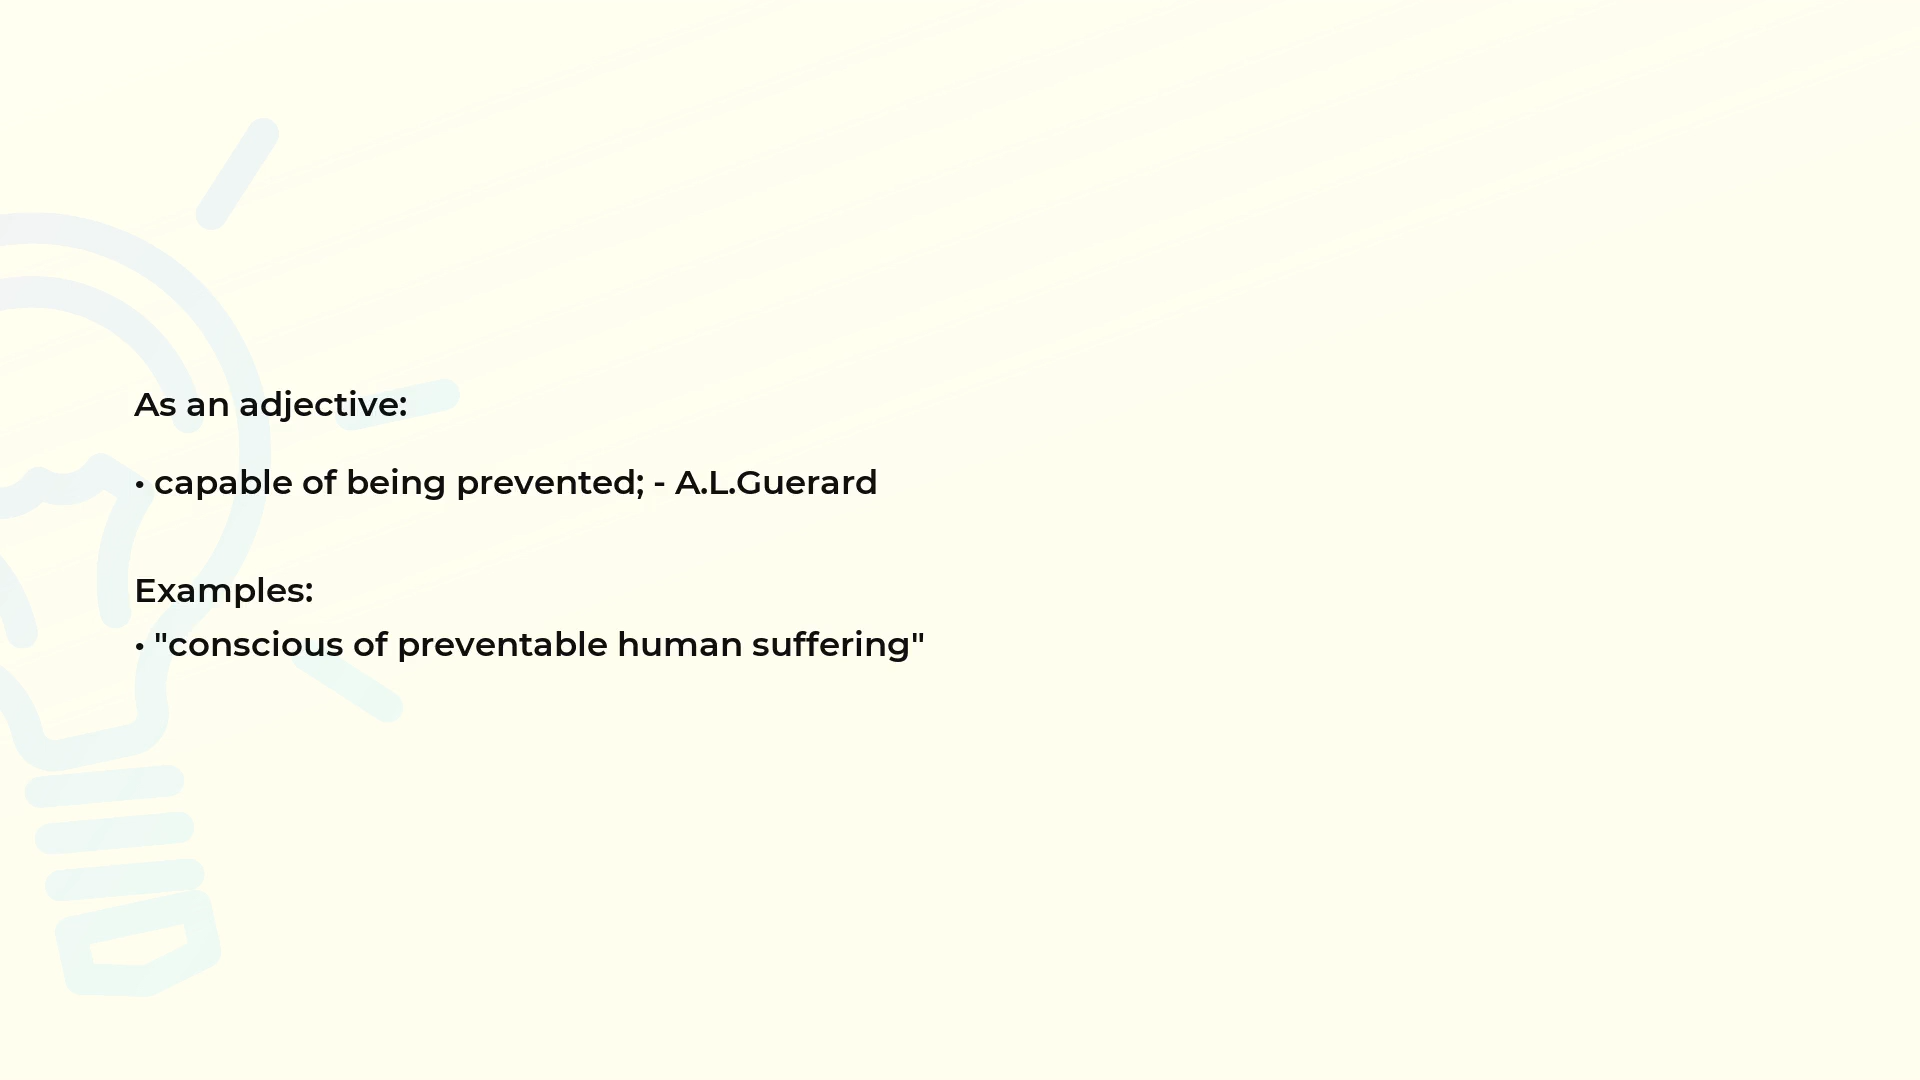 As an adjective:
• capable of being prevented; - A.L.Guerard
Examples:
• "conscious of preventable human suffering"